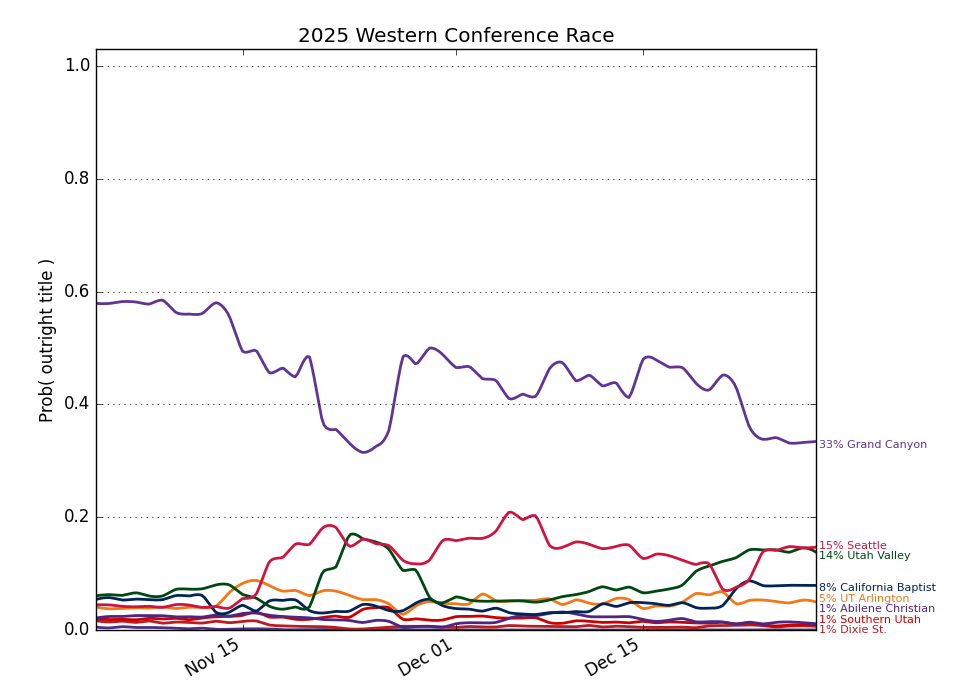 2025 Western Conference Race
Prob( outright title )
1.0
0.8
0.6
0.4
0.2
0.0
Nov 15
Dec 01
Dec 15
33% Grand Canyon
15% Seattle
14% Utah Valley
8% California Baptist
5% UT Arlington
1% Abilene Christian
1% Southern Utah
1% Dixie St.